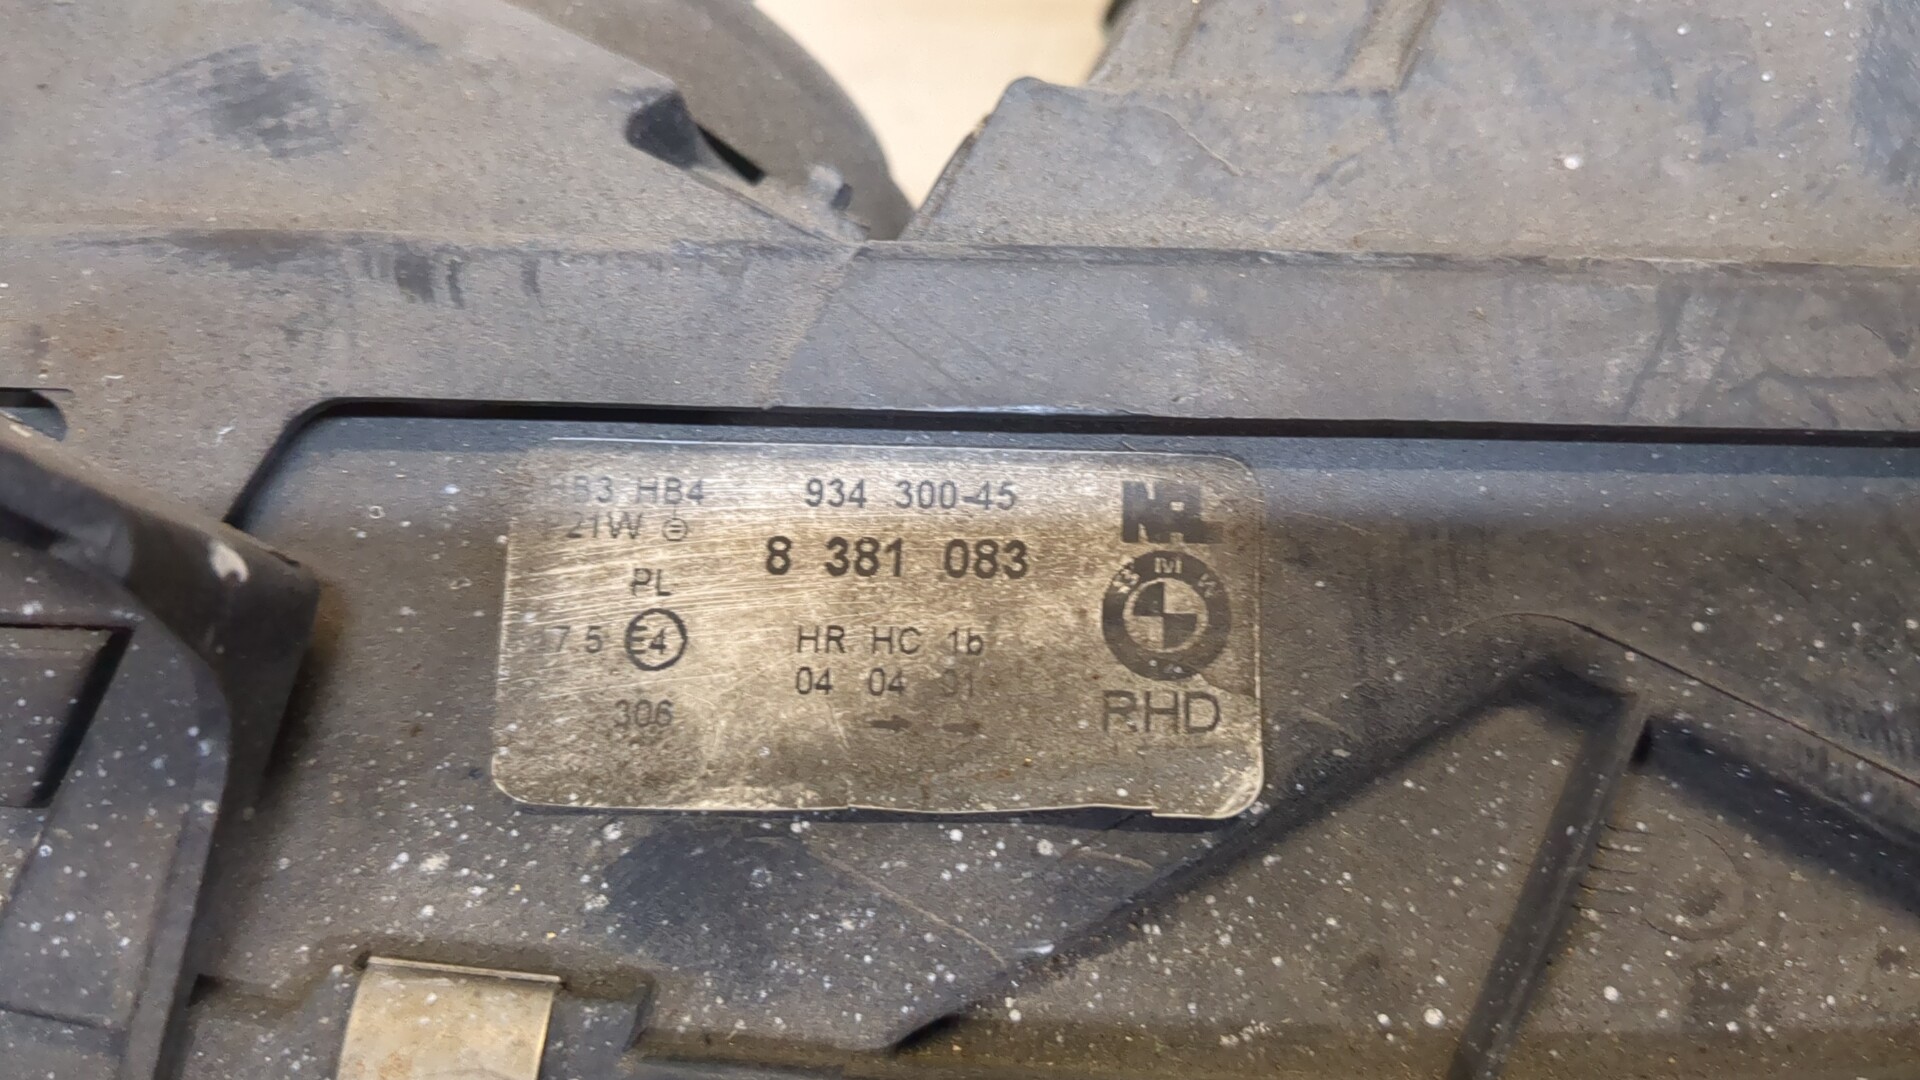 HB3 HB4 934 300-45
21W
8 381 083
PL
BMW
17.5 E4 HR HC 1b
04 04 01
306
RHD